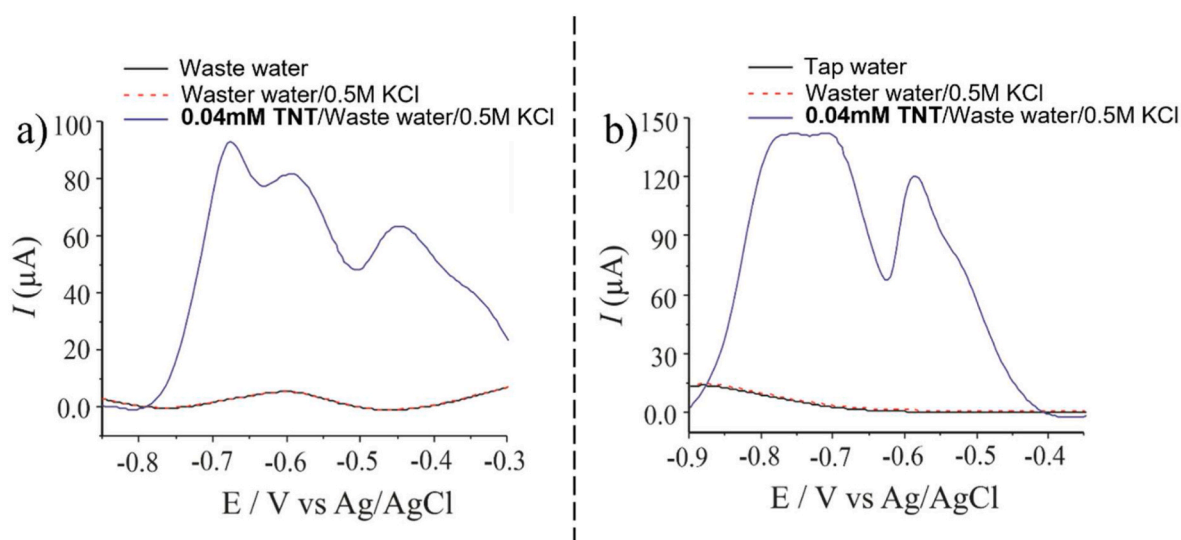 Waste water
Waster water/0.5M KCl
0.04mM TNT/Waste water/0.5M KCl
a)
100
80
60
40
20
0.0
I (μA)
-0.8 -0.7 -0.6 -0.5 -0.4 -0.3
E / V vs Ag/AgCl
Tap water
Waster water/0.5M KCl
0.04mM TNT/Waste water/0.5M KCl
b)
150
120
90
60
30
0.0
I (μA)
-0.9 -0.8 -0.7 -0.6 -0.5 -0.4
E / V vs Ag/AgCl